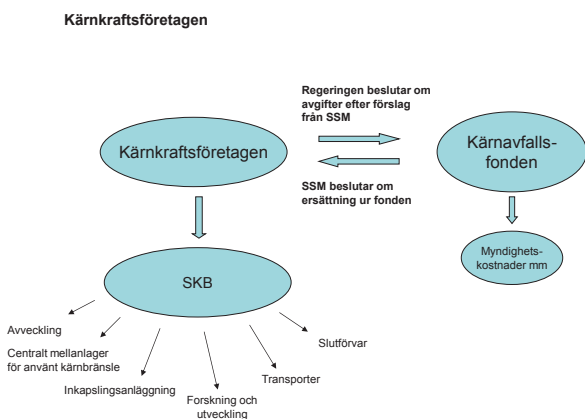 Kärnkraftsföretagen
Regeringen beslutar om
avgifter efter förslag
från SSM
Kärnkraftsföretagen
Kärnavfalls-
fonden
SSM beslutar om
ersättning ur fonden
Myndighets-
kostnader mm
SKB
Avveckling
Centralt mellanlager
för använt kärnbränsle
Inkapslingsanläggning
Forskning och
utveckling
Transporter
Slutförvar